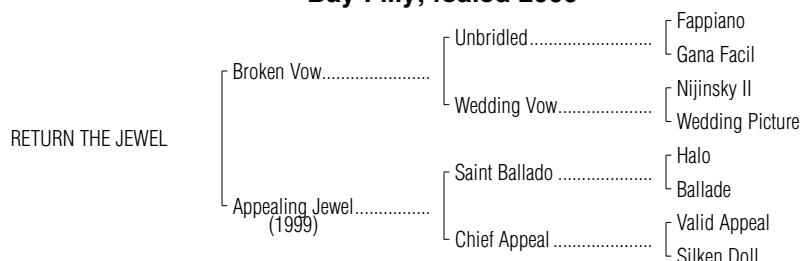 Bay Filly; foaled
Fappiano
Unbridled..............................
Gana Facil
Broken Vow.......................
Nijinsky II
Wedding Vow.......................
Wedding Picture
RETURN THE JEWEL
Halo
Saint Ballado .......................
Ballade
Appealing Jewel................
(1999)
Valid Appeal
Chief Appeal ........................
Silken Doll